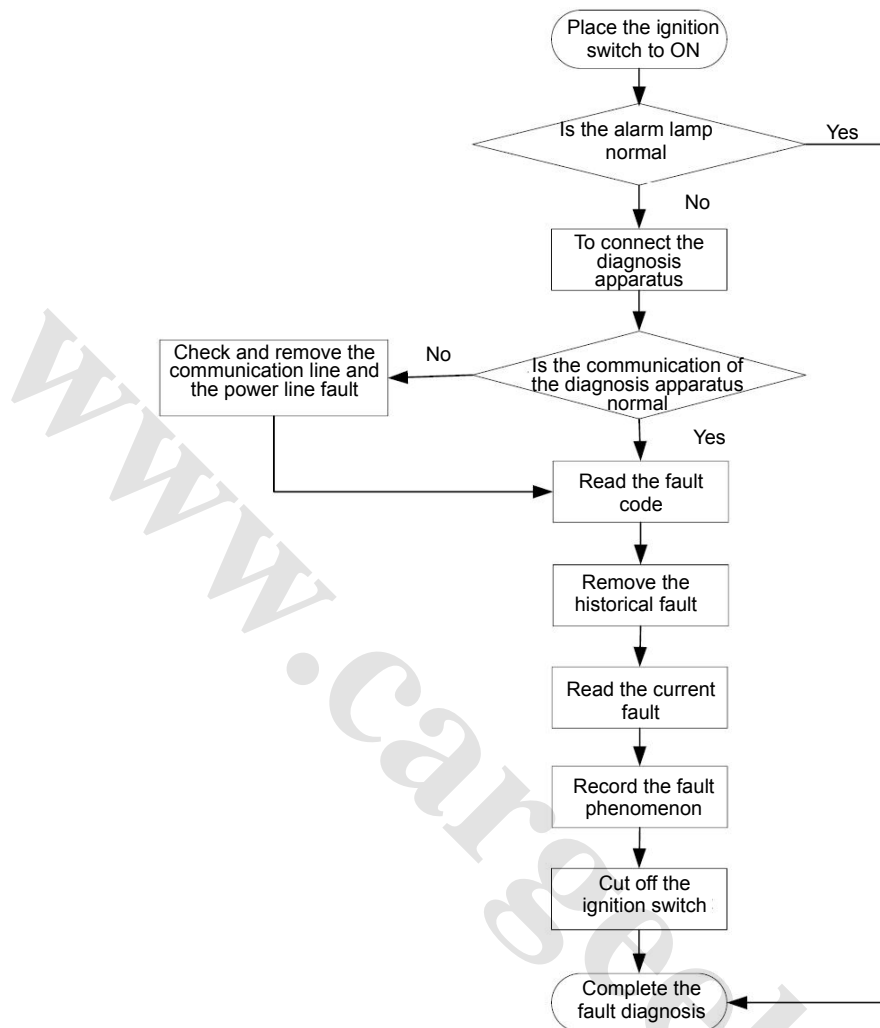 Place the ignition
switch to ON
Is the alarm lamp
normal
Yes
No
To connect the
diagnosis
apparatus
Check and remove the
communication line and
the power line fault
No
Is the communication of
the diagnosis apparatus
normal
Yes
Read the fault
code
Remove the
historical fault
Read the current
fault
Record the fault
phenomenon
Cut off the
ignition switch
Complete the
fault diagnosis